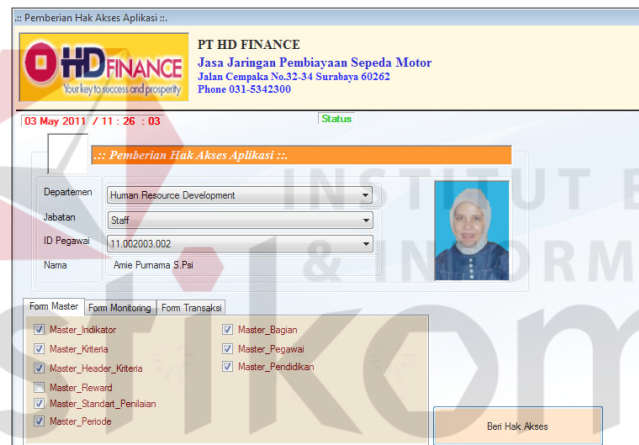 .:: Pemberian Hak Akses Aplikasi ::.
HD FINANCE
Your key to success and prosperity
PT HD FINANCE
Jasa Jaringan Pembiayaan Sepeda Motor
Jalan Cempaka No.32-34 Surabaya 60262
Phone 031-5342300
03 May 2011 / 11 : 26 : 03
Status
.:: Pemberian Hak Akses Aplikasi ::.
INSTITUT B
& INFORM
stikom
Departemen Human Resource Development
Jabatan Staff
ID Pegawai 11.002003.002
Nama Amie Purnama S.Psi
Form Master Form Monitoring Form Transaksi
Master_Indikator Master_Bagian
Master_Kriteria Master_Pegawai
Master_Header_Kriteria Master_Pendidikan
Master_Reward
Master_Standart_Penilaian
Master_Periode
Beri Hak Akses